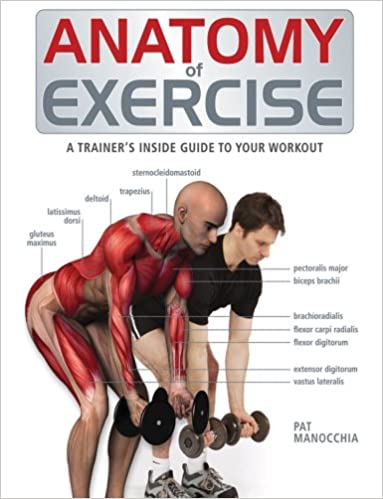 ANATOMY
of
EXERCISE
A TRAINER'S INSIDE GUIDE TO YOUR WORKOUT
sternocleidomastoid
trapezius
deltoid
latissimus
dorsi
gluteus
maximus
pectoralis major
biceps brachii
brachioradialis
flexor carpi radialis
flexor digitorum
extensor digitorum
vastus lateralis
PAT
MANOCCHIA